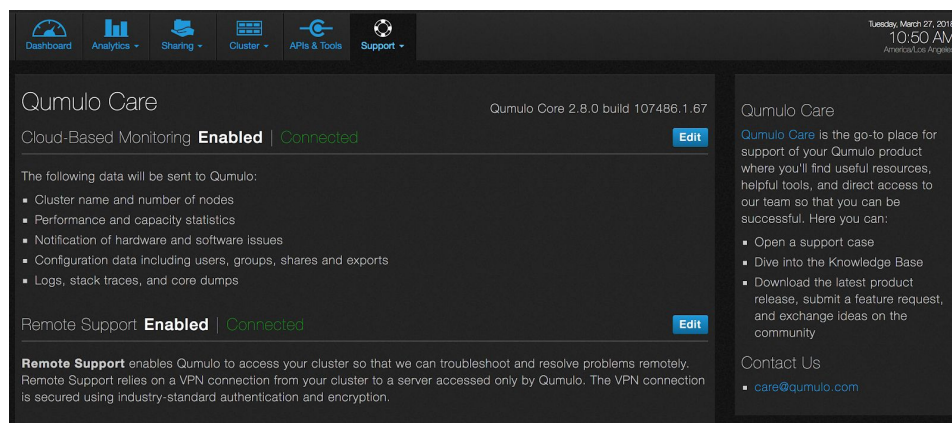 Dashboard
Analytics
Sharing
Cluster
APIs & Tools
Support
Tuesday, March 27, 2018
10:50 AM
America/Los Angeles
Qumulo Care
Qumulo Core 2.8.0 build 107486.1.67
Cloud-Based Monitoring Enabled | Connected
Edit
The following data will be sent to Qumulo:
▪ Cluster name and number of nodes
▪ Performance and capacity statistics
▪ Notification of hardware and software issues
▪ Configuration data including users, groups, shares and exports
▪ Logs, stack traces, and core dumps
Remote Support Enabled | Connected
Edit
Remote Support enables Qumulo to access your cluster so that we can troubleshoot and resolve problems remotely.
Remote Support relies on a VPN connection from your cluster to a server accessed only by Qumulo. The VPN connection
is secured using industry-standard authentication and encryption.
Qumulo Care
Qumulo Care is the go-to place for
support of your Qumulo product
where you'll find useful resources,
helpful tools, and direct access to
our team so that you can be
successful. Here you can:
▪ Open a support case
▪ Dive into the Knowledge Base
▪ Download the latest product
release, submit a feature request,
and exchange ideas on the
community
Contact Us
▪ care@qumulo.com